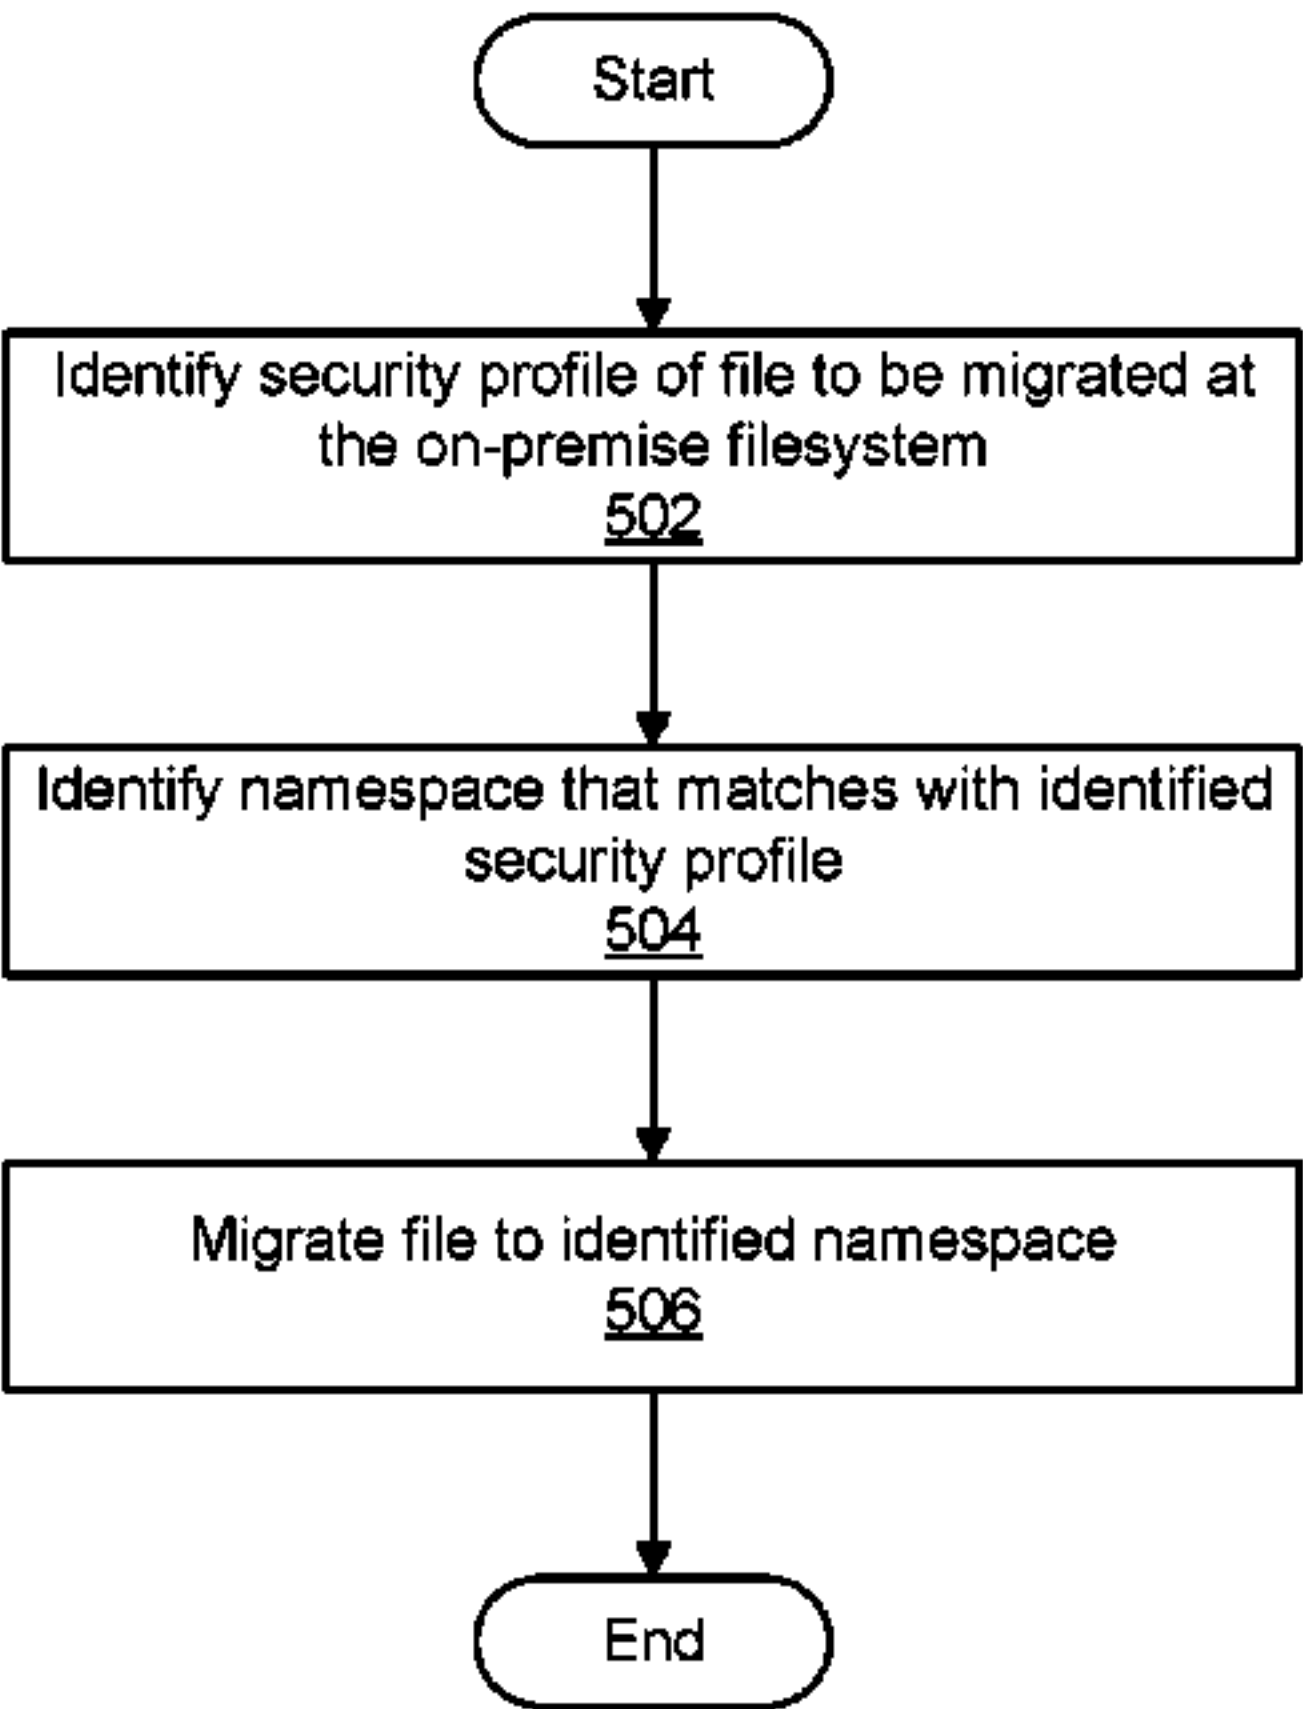 Start
Identify security profile of file to be migrated at
the on-premise filesystem
502
Identify namespace that matches with identified
security profile
504
Migrate file to identified namespace
506
End